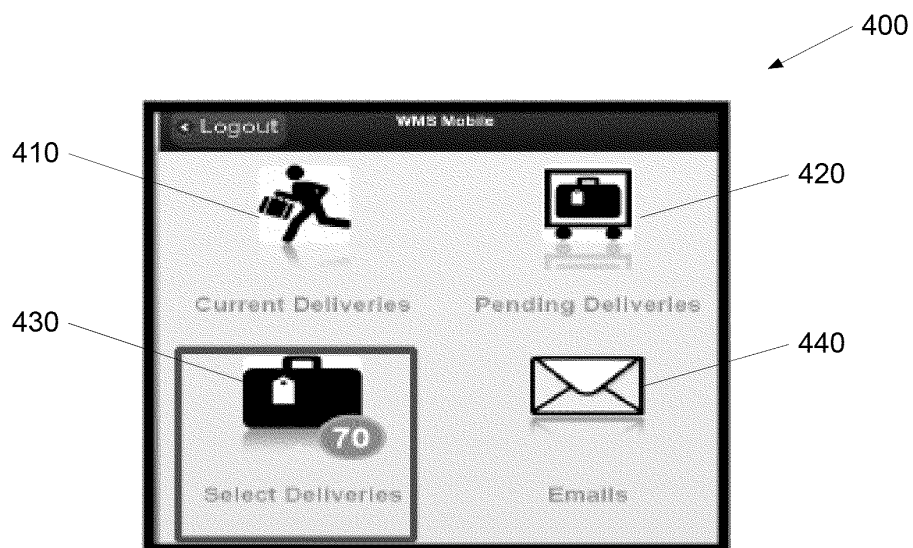 400
‹ Logout WMS Mobile
410
420
Current Deliveries Pending Deliveries
430
440
70
Select Deliveries Emails